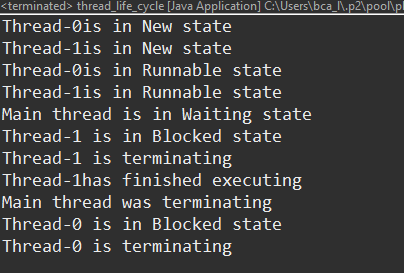 <terminated> thread_life_cycle [Java Application] C:\Users\bca_l\.p2\pool\pl
Thread-0is in New state
Thread-1is in New state
Thread-0is in Runnable state
Thread-1is in Runnable state
Main thread is in Waiting state
Thread-1 is in Blocked state
Thread-1 is terminating
Thread-1has finished executing
Main thread was terminating
Thread-0 is in Blocked state
Thread-0 is terminating